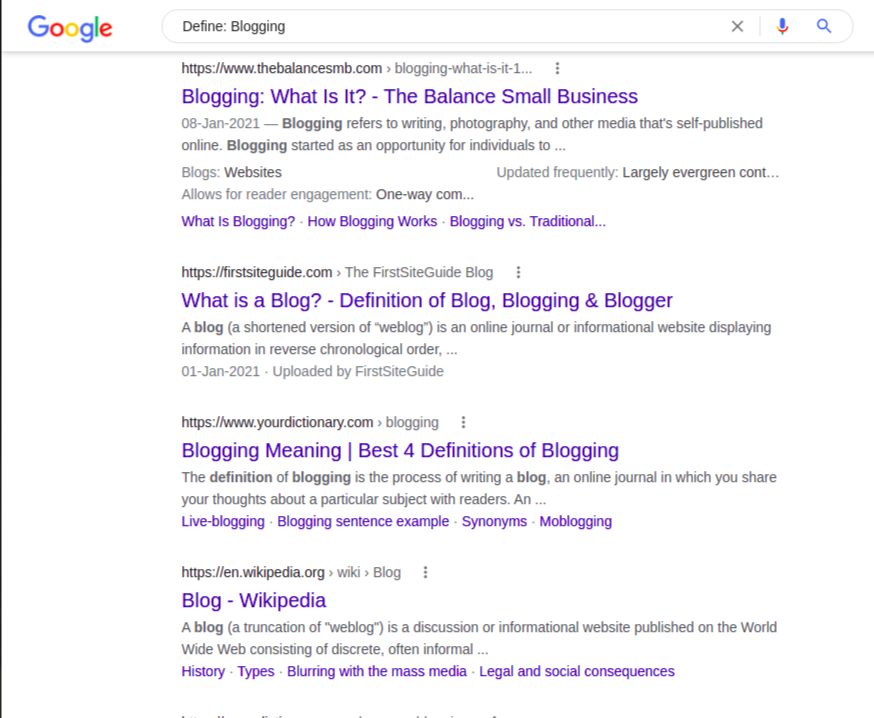 Google
Define: Blogging
https://www.thebalancesmb.com › blogging-what-is-it-1...
Blogging: What Is It? - The Balance Small Business
08-Jan-2021 — Blogging refers to writing, photography, and other media that's self-published
online. Blogging started as an opportunity for individuals to ...
Blogs: Websites
Updated frequently: Largely evergreen cont...
Allows for reader engagement: One-way com...
What Is Blogging? · How Blogging Works · Blogging vs. Traditional...
https://firstsiteguide.com › The FirstSiteGuide Blog
What is a Blog? - Definition of Blog, Blogging & Blogger
A blog (a shortened version of “weblog”) is an online journal or informational website displaying
information in reverse chronological order, ...
01-Jan-2021 · Uploaded by FirstSiteGuide
https://www.yourdictionary.com › blogging
Blogging Meaning | Best 4 Definitions of Blogging
The definition of blogging is the process of writing a blog, an online journal in which you share
your thoughts about a particular subject with readers. An ...
Live-blogging · Blogging sentence example · Synonyms · Moblogging
https://en.wikipedia.org › wiki › Blog
Blog - Wikipedia
A blog (a truncation of "weblog") is a discussion or informational website published on the World
Wide Web consisting of discrete, often informal ...
History · Types · Blurring with the mass media · Legal and social consequences